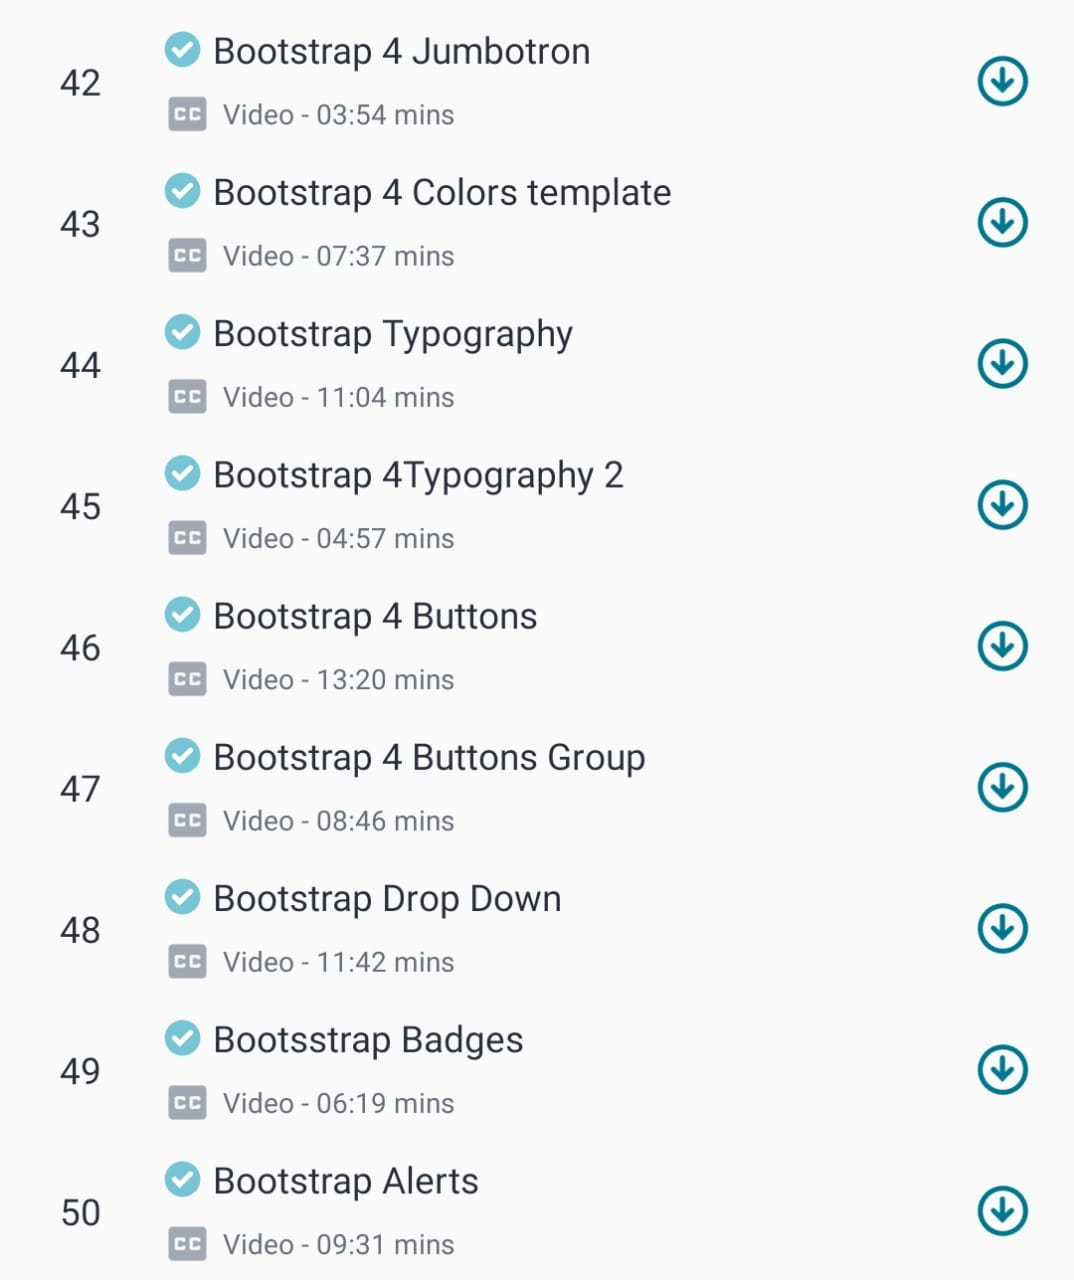 42
Bootstrap 4 Jumbotron
CC Video - 03:54 mins
43
Bootstrap 4 Colors template
CC Video - 07:37 mins
44
Bootstrap Typography
CC Video - 11:04 mins
45
Bootstrap 4Typography 2
CC Video - 04:57 mins
46
Bootstrap 4 Buttons
CC Video - 13:20 mins
47
Bootstrap 4 Buttons Group
CC Video - 08:46 mins
48
Bootstrap Drop Down
CC Video - 11:42 mins
49
Bootsstrap Badges
CC Video - 06:19 mins
50
Bootstrap Alerts
CC Video - 09:31 mins